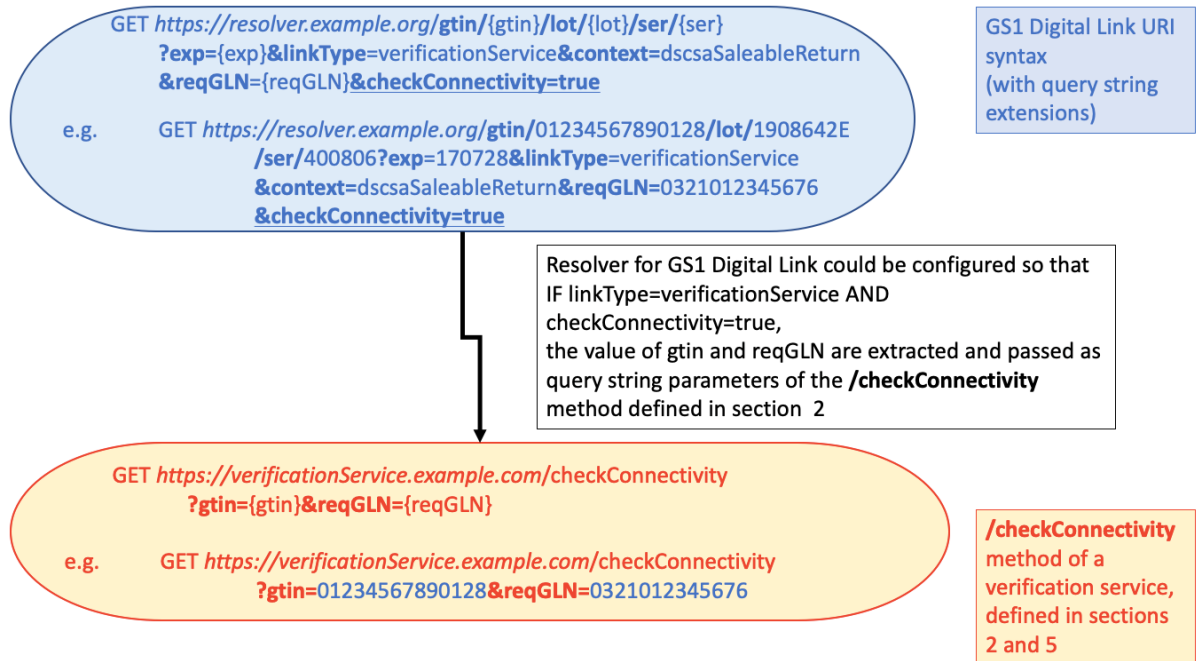 GET https://resolver.example.org/gtin/{gtin}/lot/{lot}/ser/{ser}
?exp={exp}&linkType=verificationService&context=dscsaSaleableReturn
&reqGLN={reqGLN}&checkConnectivity=true
e.g. GET https://resolver.example.org/gtin/01234567890128/lot/1908642E
/ser/400806?exp=170728&linkType=verificationService
&context=dscsaSaleableReturn&reqGLN=0321012345676
&checkConnectivity=true
GS1 Digital Link URI
syntax
(with query string
extensions)
Resolver for GS1 Digital Link could be configured so that
IF linkType=verificationService AND
checkConnectivity=true,
the value of gtin and reqGLN are extracted and passed as
query string parameters of the /checkConnectivity
method defined in section 2
GET https://verificationService.example.com/checkConnectivity
?gtin={gtin}&reqGLN={reqGLN}
e.g. GET https://verificationService.example.com/checkConnectivity
?gtin=01234567890128&reqGLN=0321012345676
/checkConnectivity
method of a
verification service,
defined in sections
2 and 5